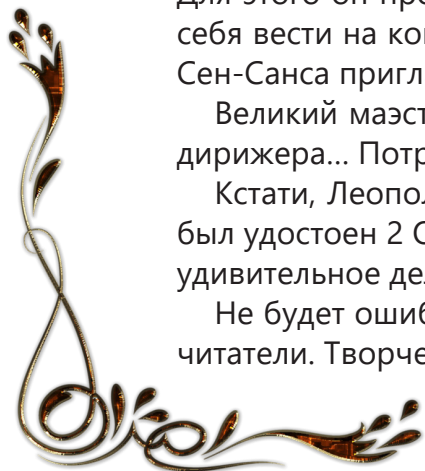 Для этого он про
себя вести на ко
Сен-Санса пригл
Великий маэст
дирижера... Потр
Кстати, Леопол
был удостоен 2 С
удивительное де
Не будет ошиб
читатели. Творче